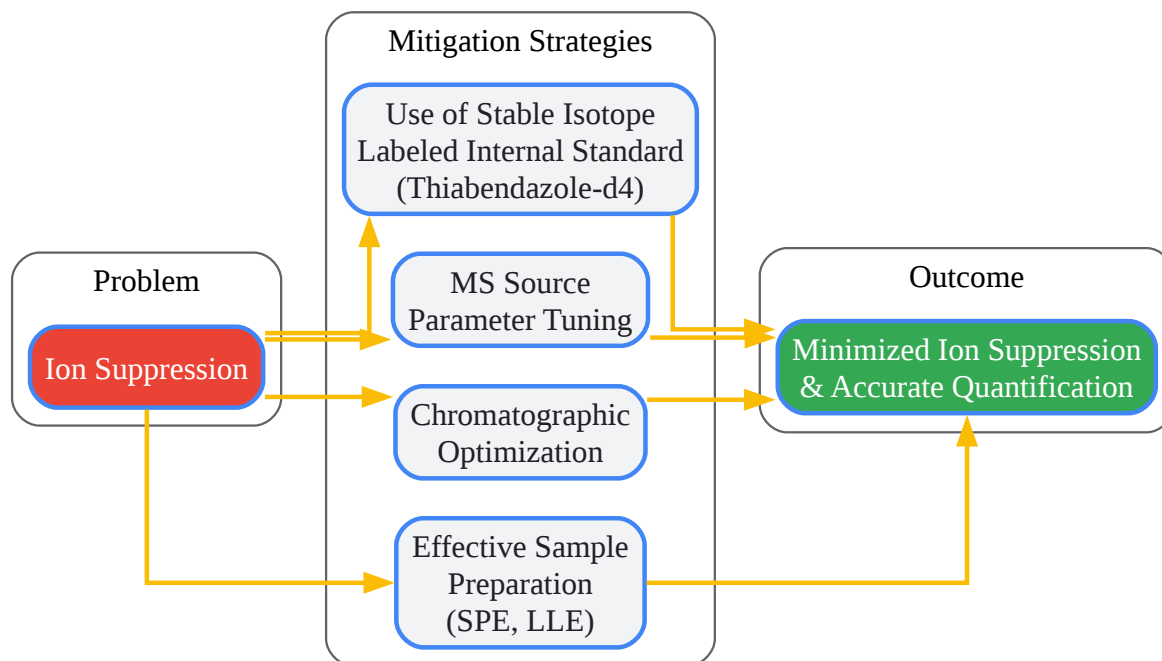 Problem
Ion Suppression
Mitigation Strategies
Use of Stable Isotope
Labeled Internal Standard
(Thiabendazole-d4)
MS Source
Parameter Tuning
Chromatographic
Optimization
Effective Sample
Preparation
(SPE, LLE)
Outcome
Minimized Ion Suppression
& Accurate Quantification